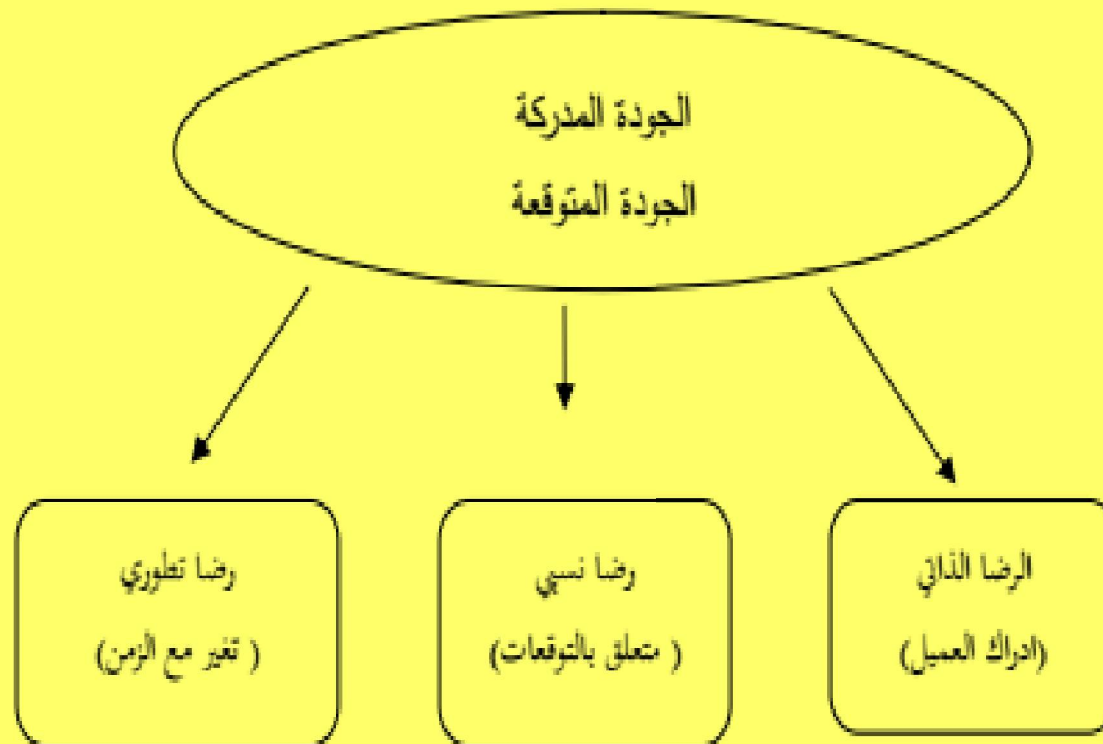 الجودة المدركة
الجودة المتوقعة
الرضا الذاتي
(ادراك العميل)
رضا نسبي
( متعلق بالتوقعات)
رضا تطوري
( تغير مع الزمن)